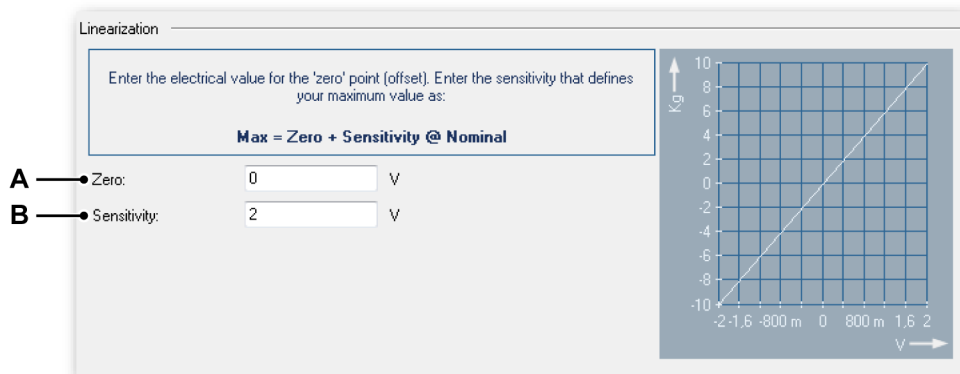 Linearization
Enter the electrical value for the 'zero' point (offset). Enter the sensitivity that defines
your maximum value as:
Max = Zero + Sensitivity @ Nominal
A
Zero:
0
V
B
Sensitivity:
2
V
Kg
10
8
6
4
2
0
-2
-4
-6
-8
-10
-2 -1,6 -800 m 0 800 m 1,6 2
V